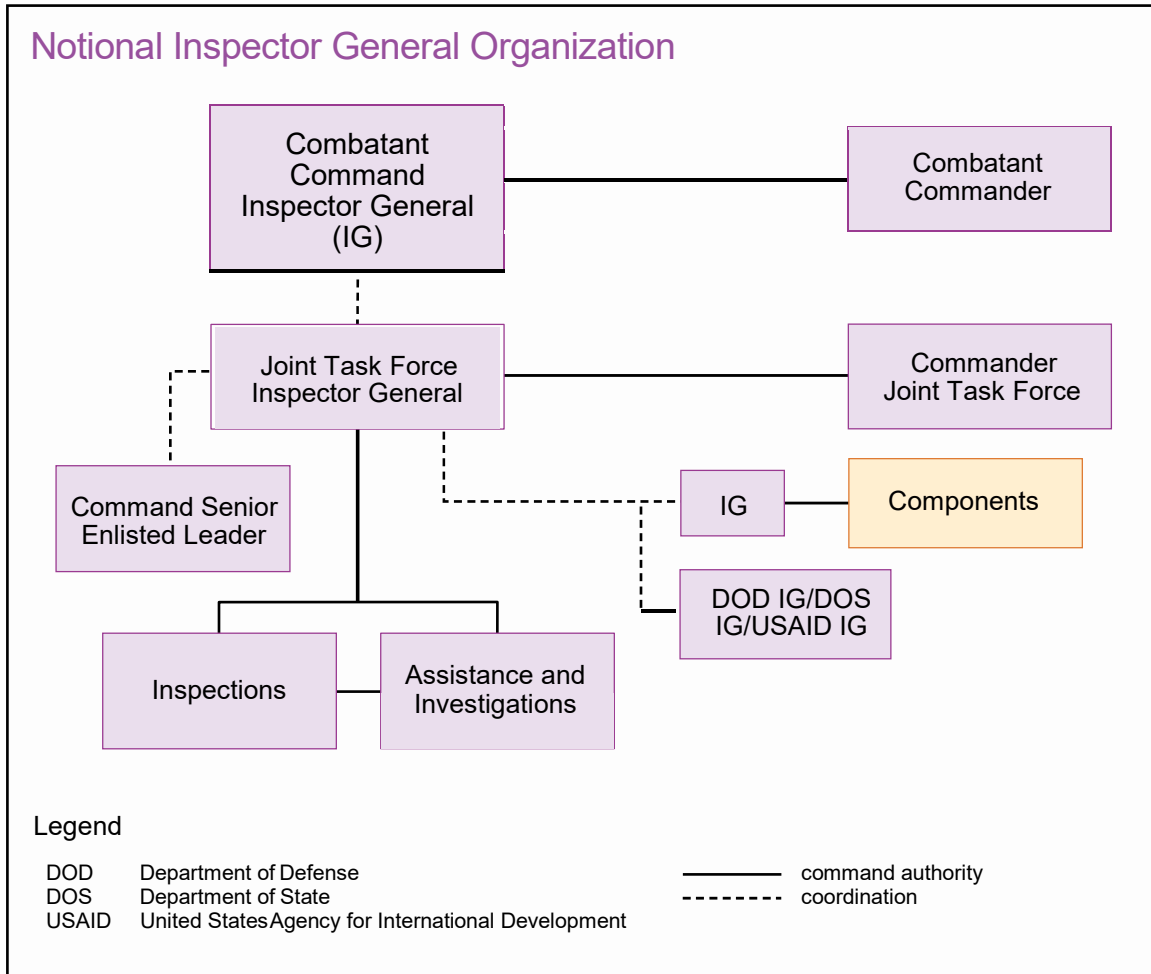 Notional Inspector General Organization
Combatant
Command
Inspector General
(IG)
Combatant
Commander
Joint Task Force
Inspector General
Commander
Joint Task Force
Command Senior
Enlisted Leader
IG
Components
DOD IG/DOS
IG/USAID IG
Inspections
Assistance and
Investigations
Legend
DOD Department of Defense
DOS Department of State
USAID United States Agency for International Development
command authority
coordination